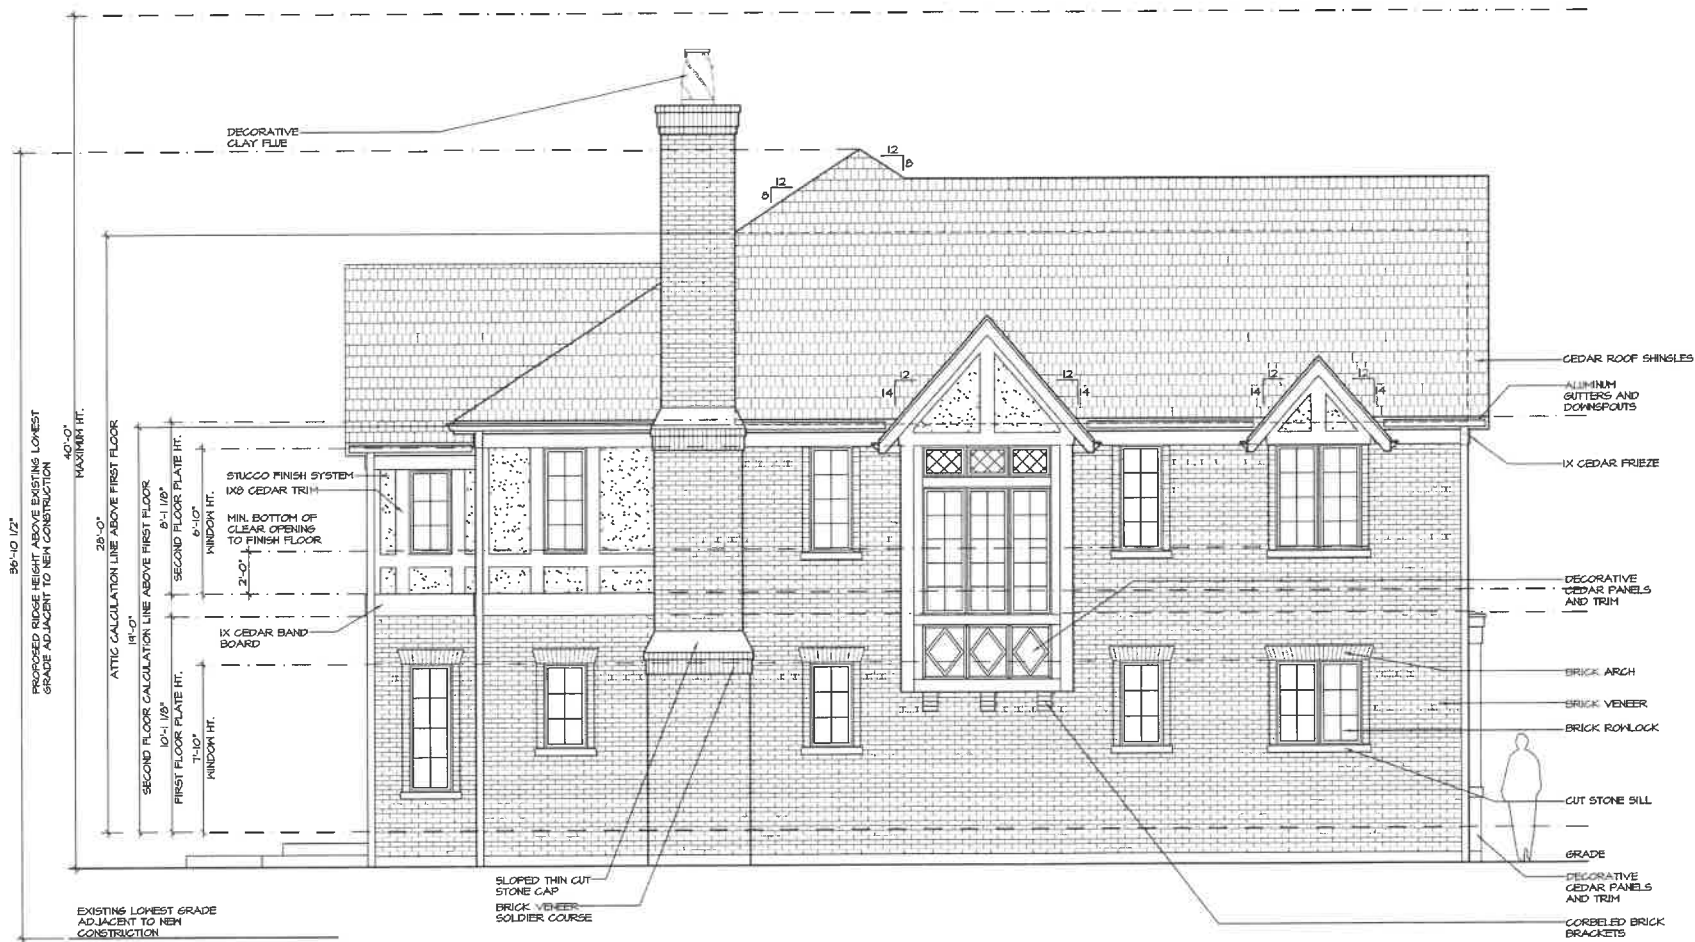 DECORATIVE
CLAY FLUE
12
8
12
8
12
14
12
14
12
14
12
14
CEDAR ROOF SHINGLES
ALUMINUM
GUTTERS AND
DOWNSPOUTS
1X CEDAR FRIEZE
DECORATIVE
CEDAR PANELS
AND TRIM
BRICK ARCH
BRICK VENEER
BRICK ROWLOCK
CUT STONE SILL
GRADE
DECORATIVE
CEDAR PANELS
AND TRIM
CORBELED BRICK
BRACKETS
36'-10 1/2"
PROPOSED RIDGE HEIGHT ABOVE EXISTING LOWEST
GRADE ADJACENT TO NEW CONSTRUCTION
40'-0"
MAXIMUM HT.
28'-0"
ATTIC CALCULATION LINE ABOVE FIRST FLOOR
19'-0"
SECOND FLOOR CALCULATION LINE ABOVE FIRST FLOOR
8'-1 1/8"
SECOND FLOOR PLATE HT.
6'-10"
WINDOW HT.
2'-0"
10'-1 1/8"
FIRST FLOOR PLATE HT.
7'-10"
WINDOW HT.
STUCCO FINISH SYSTEM
1X8 CEDAR TRIM
MIN. BOTTOM OF
CLEAR OPENING
TO FINISH FLOOR
1X CEDAR BAND
BOARD
SLOPED THIN CUT
STONE CAP
BRICK VENEER
SOLDIER COURSE
EXISTING LOWEST GRADE
ADJACENT TO NEW
CONSTRUCTION